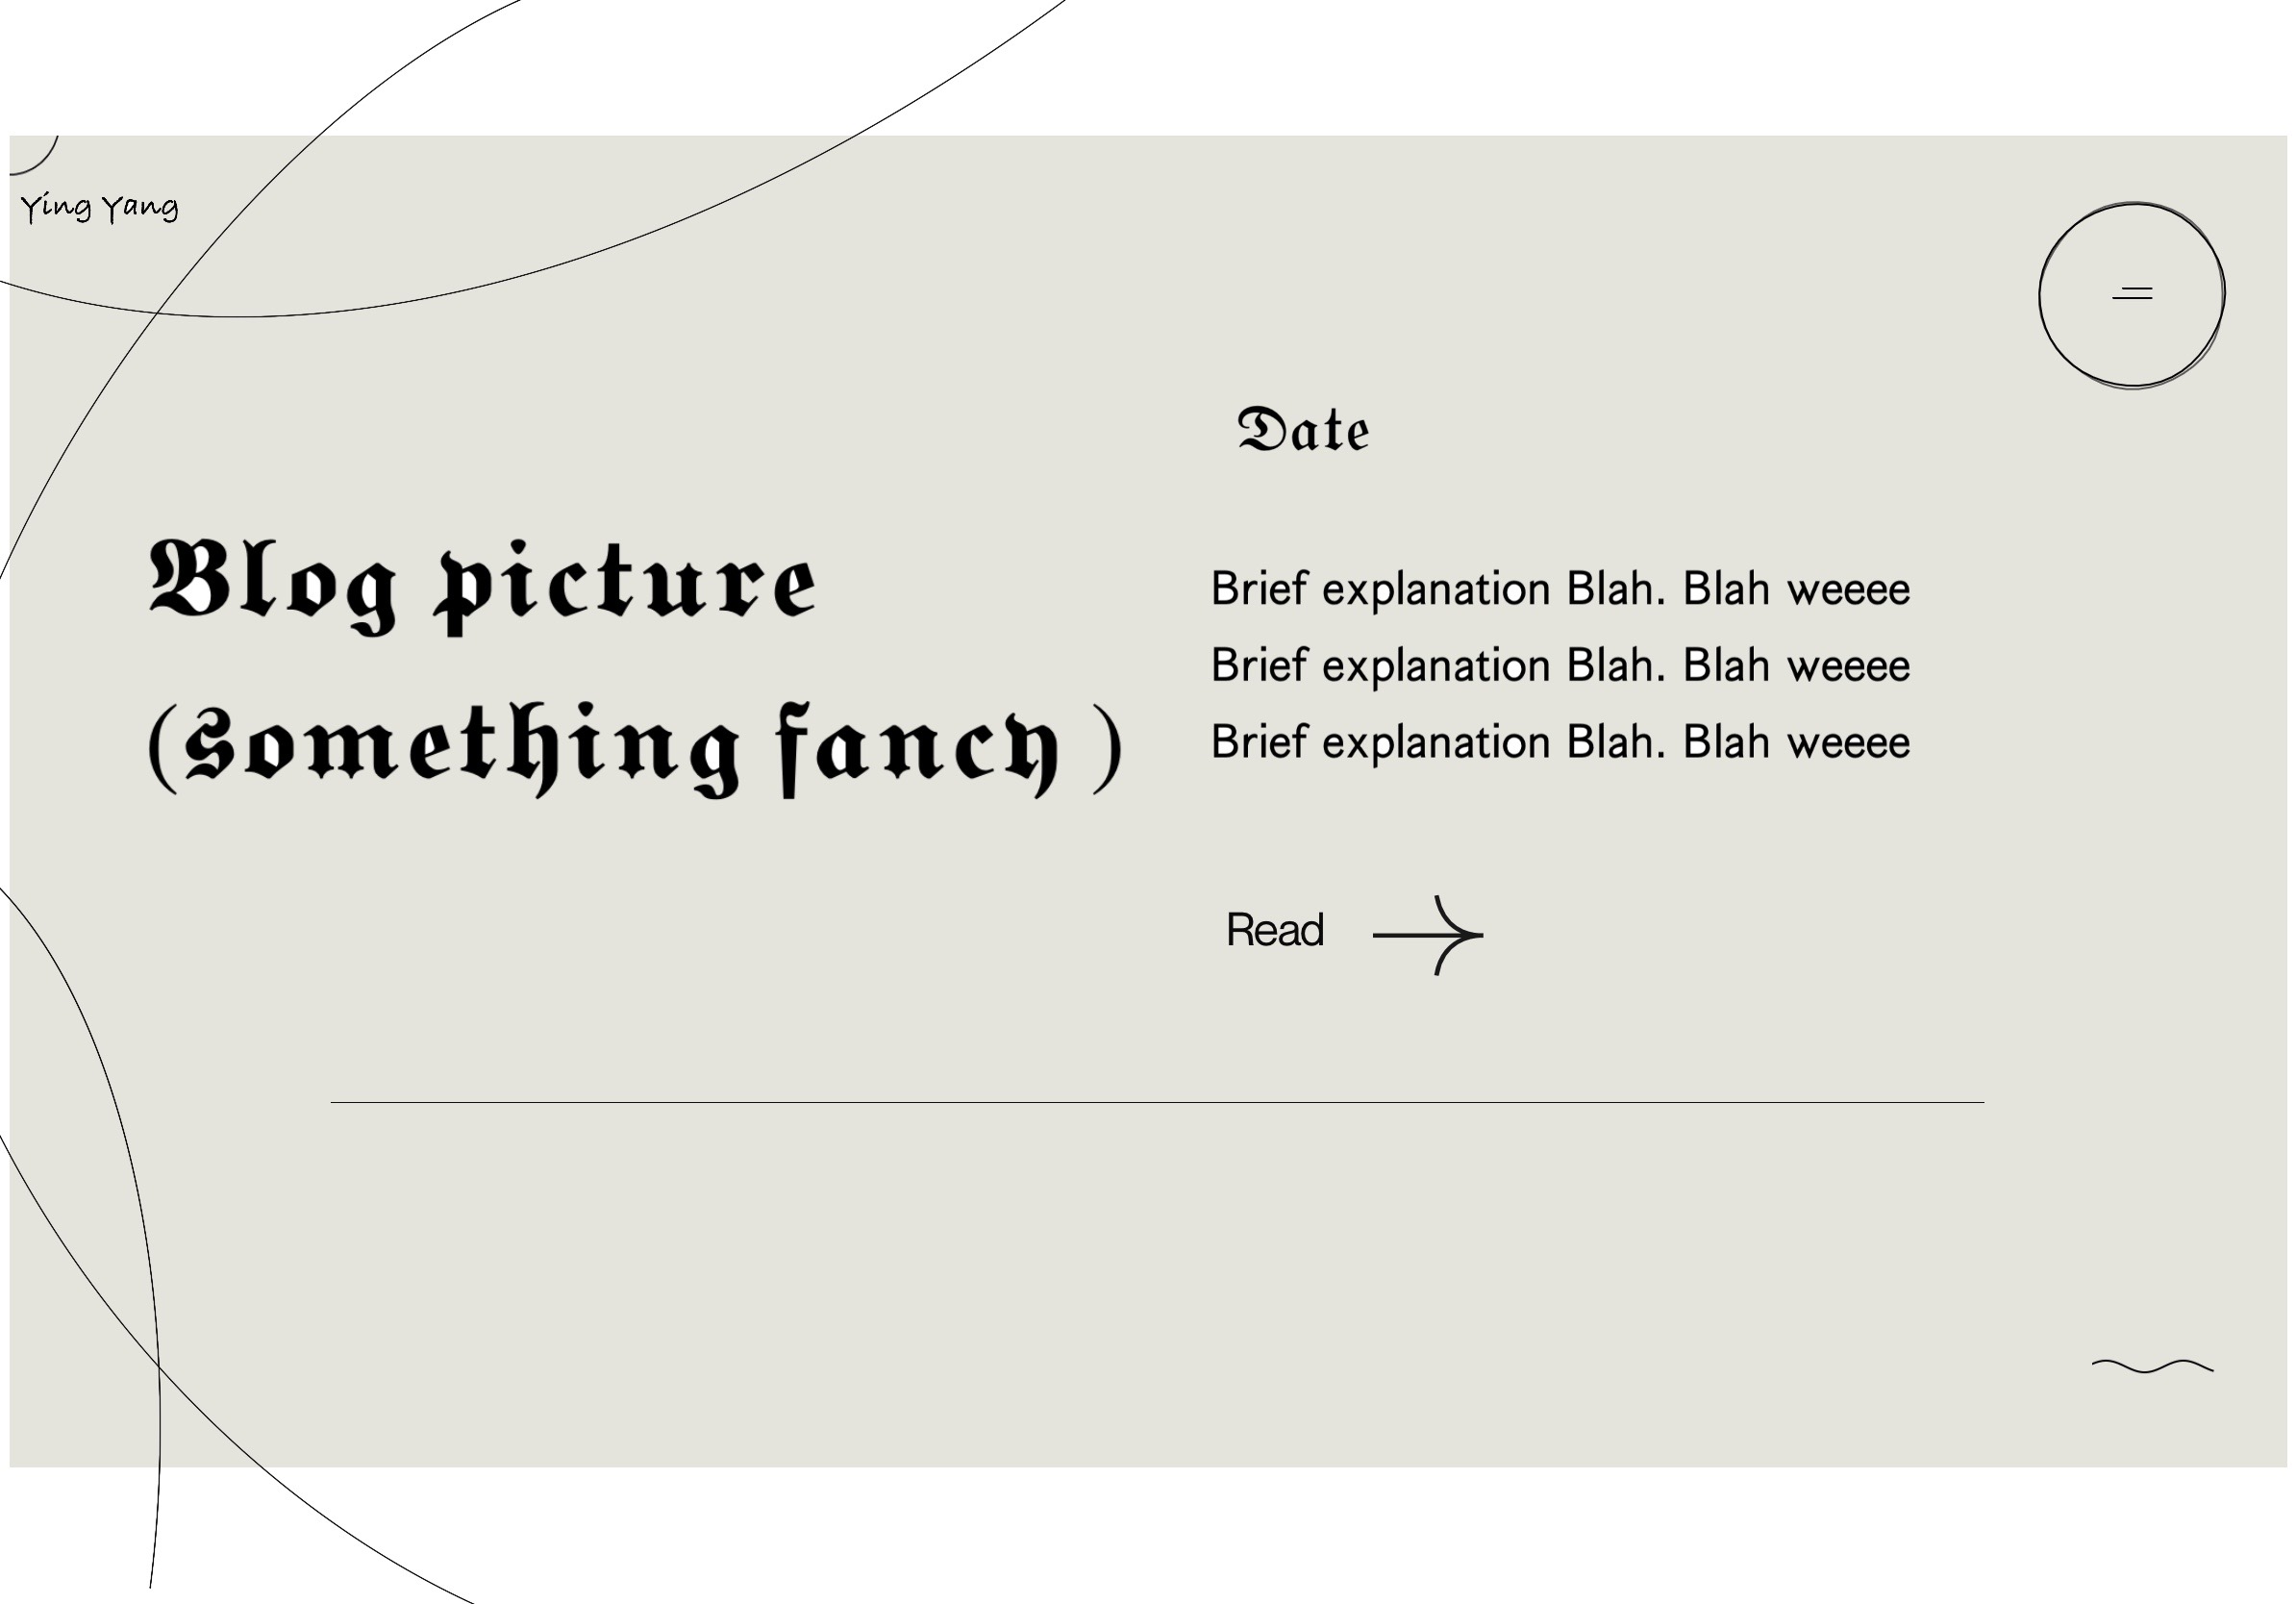 Ying Yang
Date
Blog picture
(Something fancy )
Brief explanation Blah. Blah weeee
Brief explanation Blah. Blah weeee
Brief explanation Blah. Blah weeee
Read